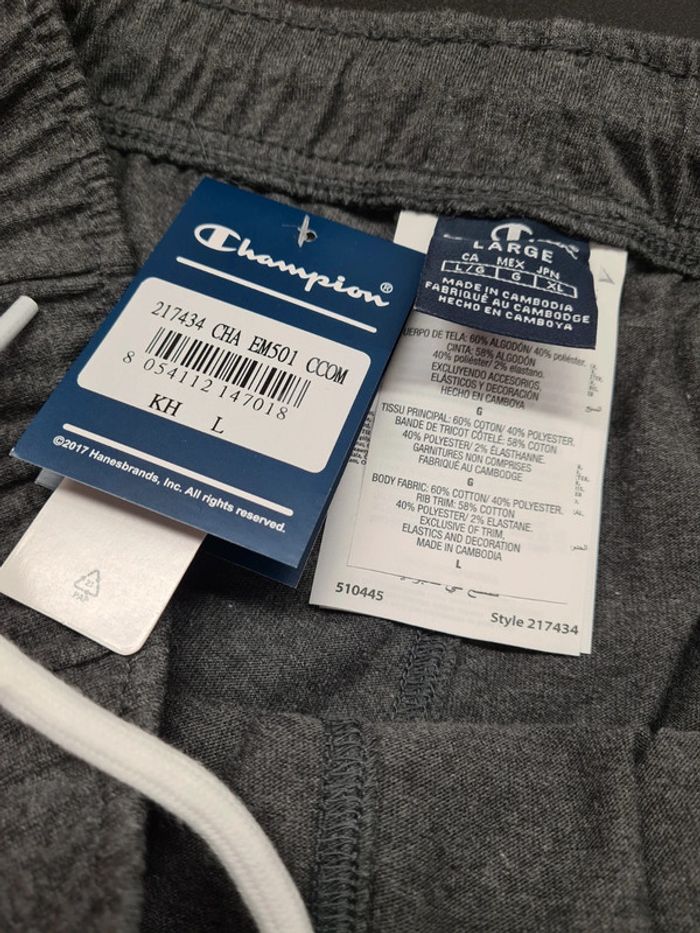 Champion®
217434 CHA EM501 CCOM
8 054112 147018
KH L
©2017 Hanesbrands, Inc. All rights reserved.
21
PAP
LARGE
CA MEX JPN
L/G G XL
MADE IN CAMBODIA
FABRIQUÉ AU CAMBODGE
HECHO EN CAMBOYA
UERPO DE TELA: 60% ALGODÓN/ 40% poliéster.
CINTA: 58% ALGODÓN/
40% poliéster/ 2% elastano.
EXCLUYENDO ACCESORIOS,
ELÁSTICOS Y DECORACIÓN
HECHO EN CAMBOYA
G
TISSU PRINCIPAL: 60% COTON/ 40% POLYESTER.
BANDE DE TRICOT CÔTELÉ: 58% COTON
40% POLYESTER/ 2% ÉLASTHANNE.
GARNITURES NON COMPRISES
FABRIQUÉ AU CAMBODGE
G
BODY FABRIC: 60% COTTON/ 40% POLYESTER.
RIB TRIM: 58% COTTON
40% POLYESTER/ 2% ELASTANE.
EXCLUSIVE OF TRIM,
ELASTICS AND DECORATION
MADE IN CAMBODIA
L
510445
Style 217434